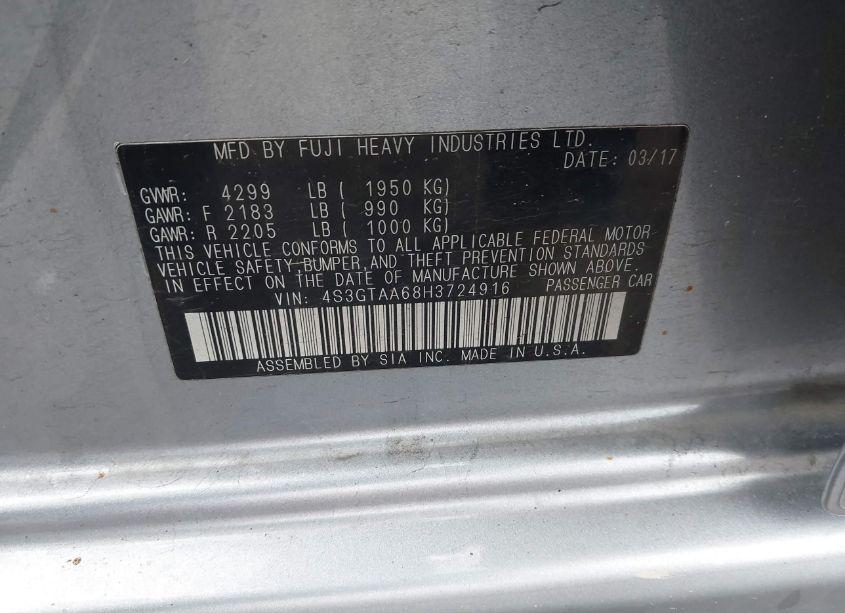 MFD BY FUJI HEAVY INDUSTRIES LTD.
DATE: 03/17
GVWR: 4299 LB ( 1950 KG)
GAWR: F 2183 LB ( 990 KG)
GAWR: R 2205 LB ( 1000 KG)
THIS VEHICLE CONFORMS TO ALL APPLICABLE FEDERAL MOTOR
VEHICLE SAFETY,BUMPER,AND THEFT PREVENTION STANDARDS
IN EFFECT ON THE DATE OF MANUFACTURE SHOWN ABOVE.
VIN: 4S3GTAA68H3724916 PASSENGER CAR
ASSEMBLED BY SIA INC. MADE IN U.S.A.